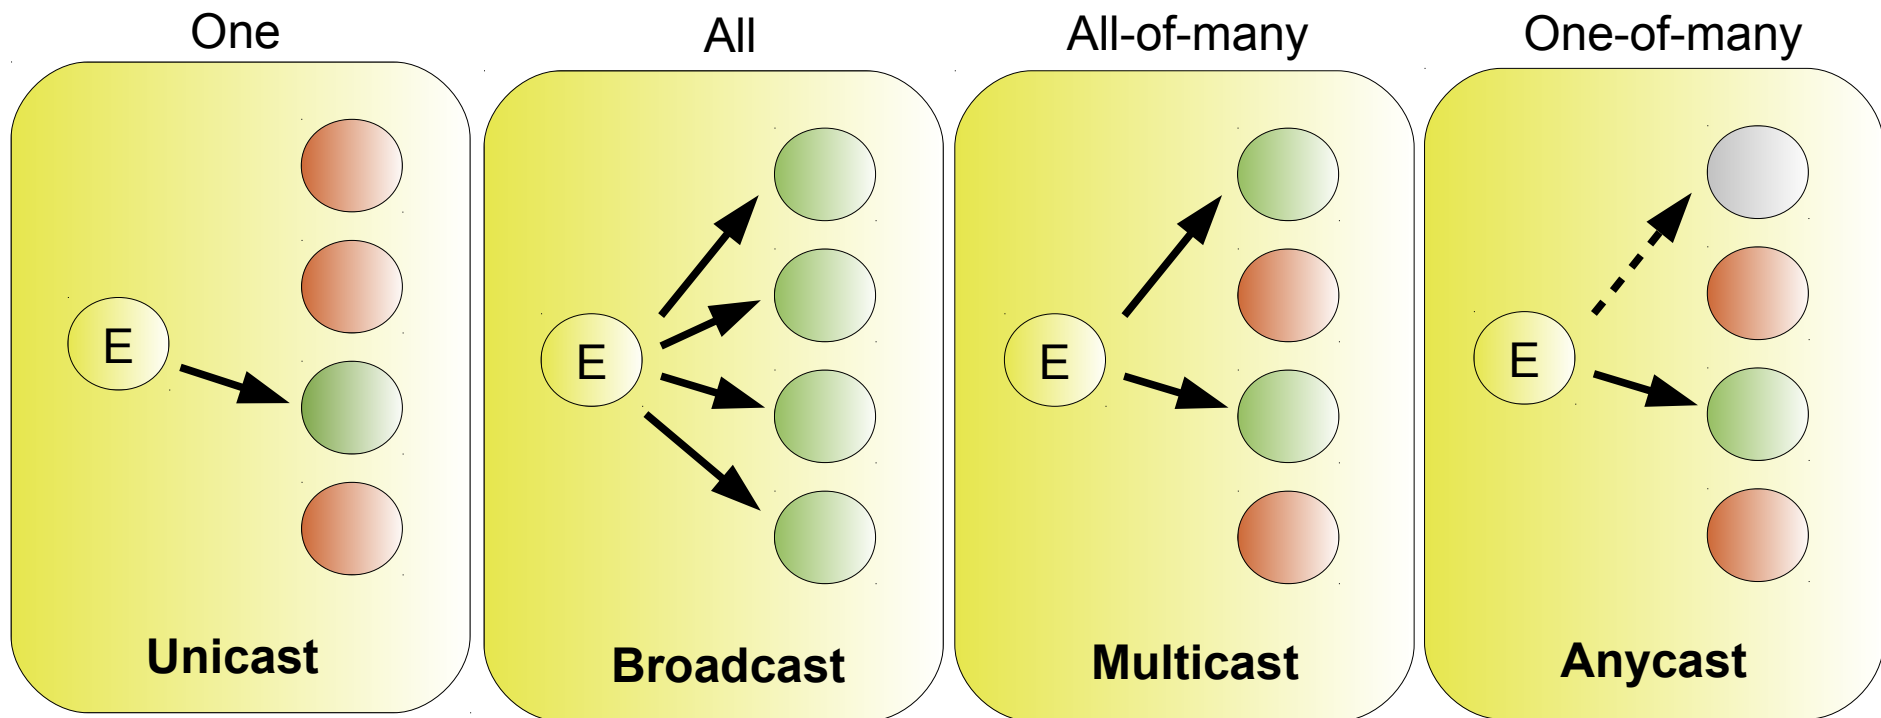 One
All
All-of-many
One-of-many
E
E
E
E
Unicast
Broadcast
Multicast
Anycast